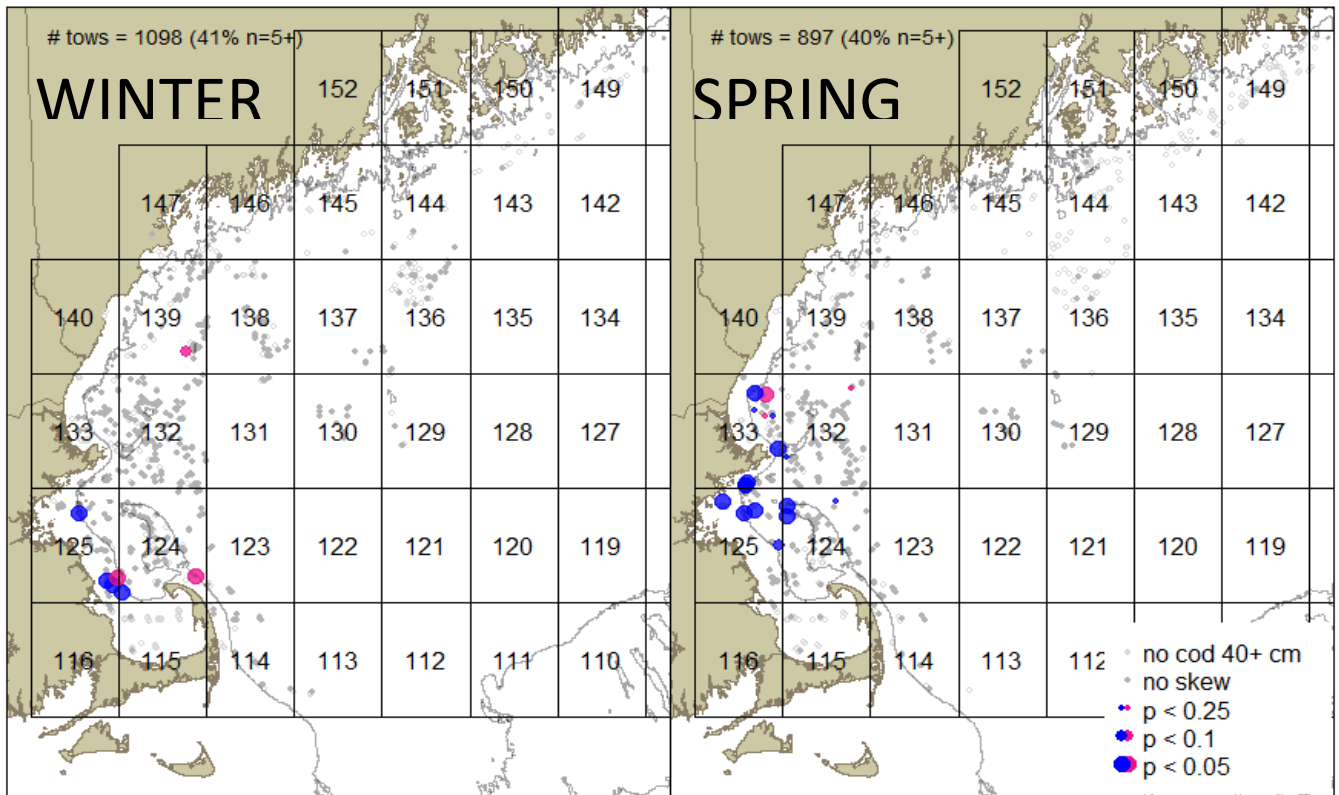 # tows = 1098 (41% n=5+)
WINTER
152 151 150 149
147 146 145 144 143 142
140 139 138 137 136 135 134
133 132 131 130 129 128 127
125 124 123 122 121 120 119
116 115 114 113 112 111 110
# tows = 897 (40% n=5+)
SPRING
152 151 150 149
147 146 145 144 143 142
140 139 138 137 136 135 134
133 132 131 130 129 128 127
125 124 123 122 121 120 119
116 115 114 113 112
no cod 40+ cm
no skew
p < 0.25
p < 0.1
p < 0.05